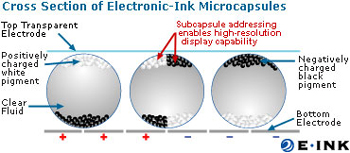 Cross Section of Electronic-Ink Microcapsules
Top Transparent
Electrode
Subcapsule addressing
enables high-resolution
display capability
Positively
charged
white
pigment
Negatively
charged
black
pigment
Clear
Fluid
Bottom
Electrode
+ + + − − −
E·INK